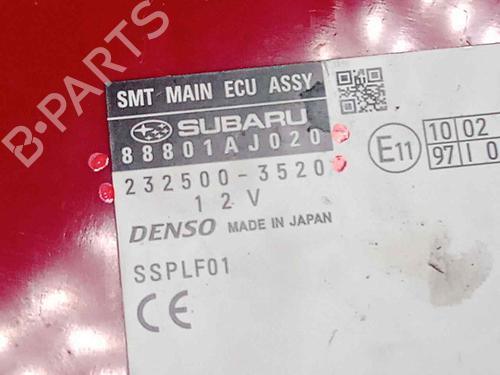 B-PARTS
SMT MAIN ECU ASSY
SUBARU
88801AJ020
232500-3520
12V
DENSO MADE IN JAPAN
SSPLF01
CE
E11
10 02
97 I 0